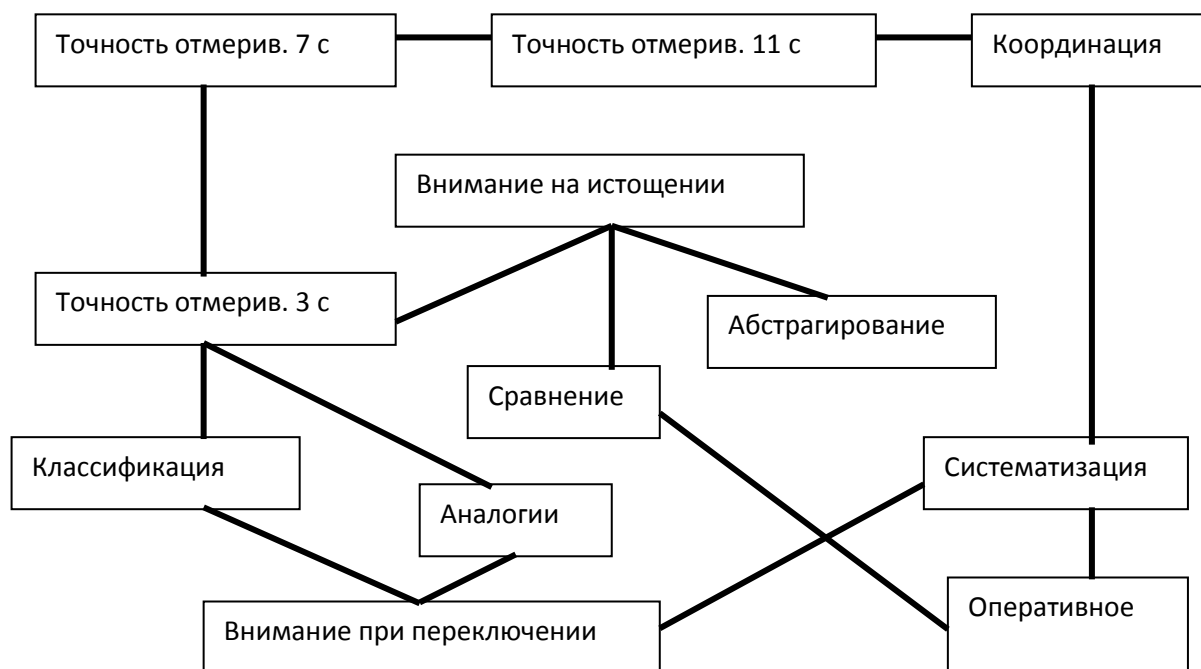 Точность отмерив. 7 с
Точность отмерив. 11 с
Координация
Внимание на истощении
Точность отмерив. 3 с
Абстрагирование
Сравнение
Классификация
Систематизация
Аналогии
Оперативное
Внимание при переключении